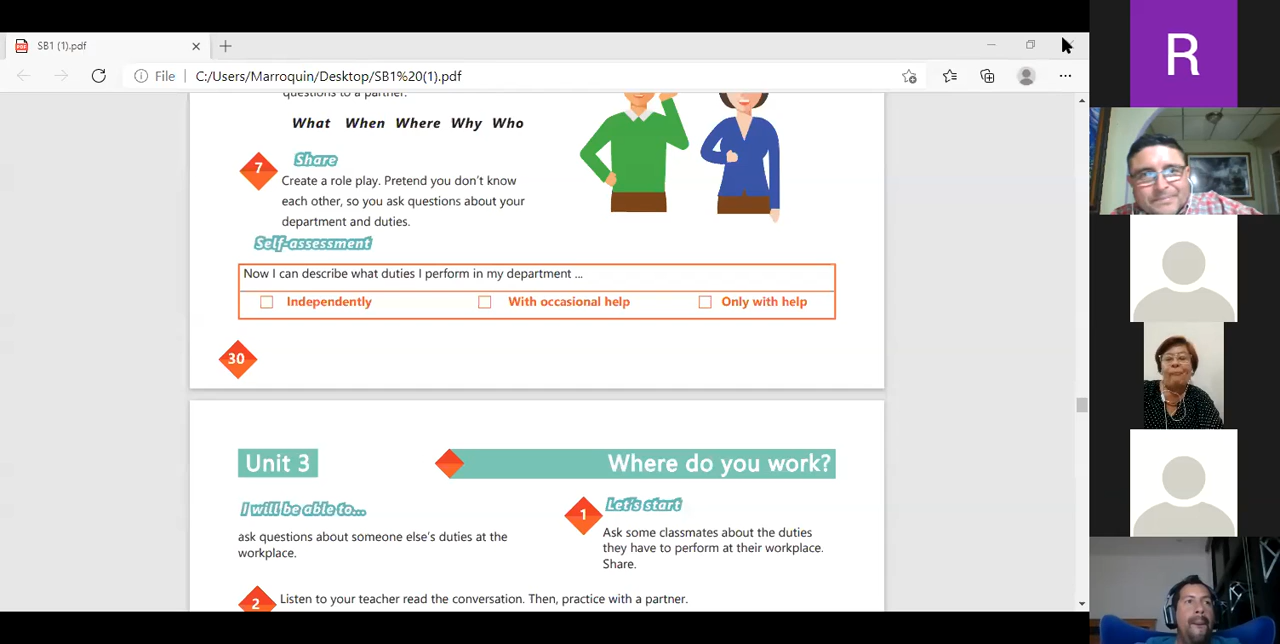 SB1 (1).pdf
File
C:/Users/Marroquin/Desktop/SB1%20(1).pdf
questions to a partner.
What When Where Why Who
7
Share
Create a role play. Pretend you don't know
each other, so you ask questions about your
department and duties.
Self-assessment
Now I can describe what duties I perform in my department ...
Independently With occasional help Only with help
30
Unit 3
Where do you work?
I will be able to...
ask questions about someone else's duties at the
workplace.
1
Let's start
Ask some classmates about the duties
they have to perform at their workplace.
Share.
2
Listen to your teacher read the conversation. Then, practice with a partner.
R